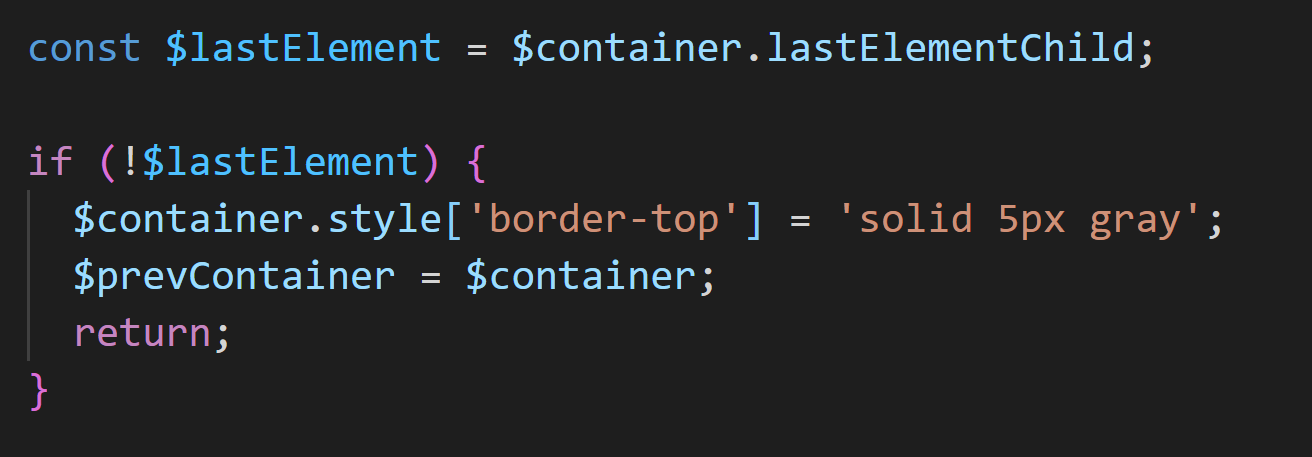 const $lastElement = $container.lastElementChild;
if (!$lastElement) {
$container.style['border-top'] = 'solid 5px gray';
$prevContainer = $container;
return;
}